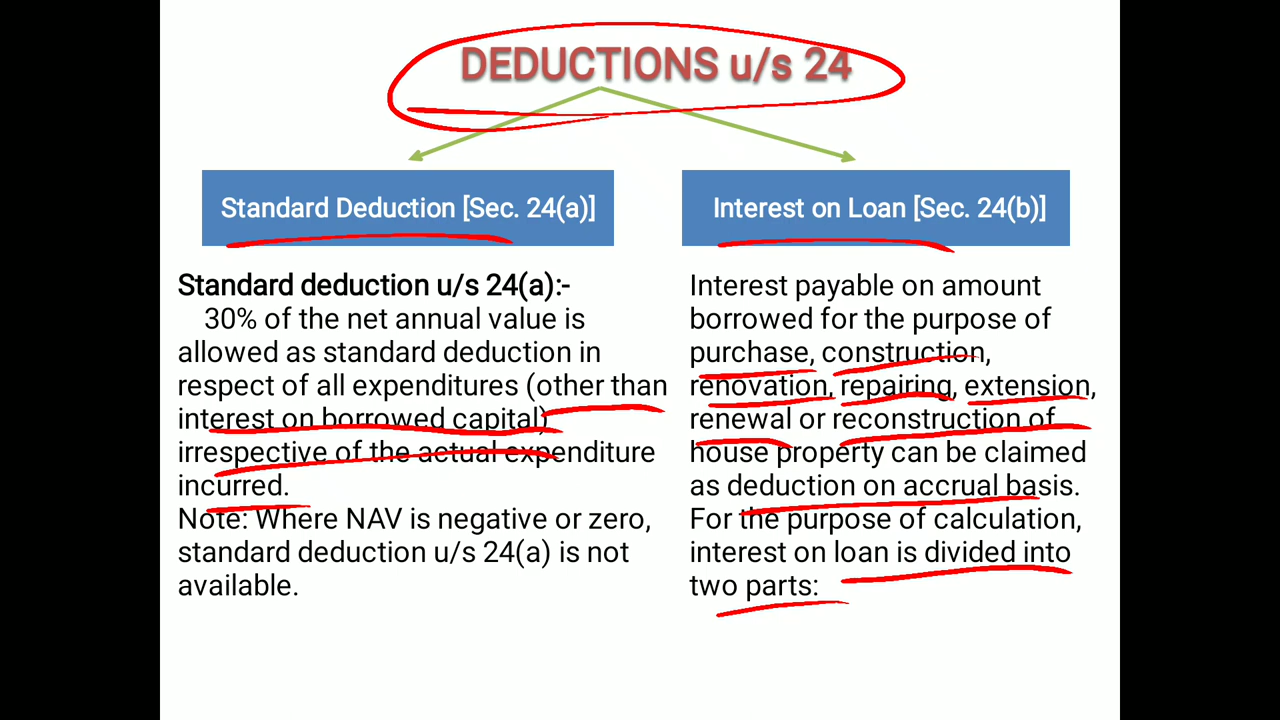 DEDUCTIONS u/s 24
Standard Deduction [Sec. 24(a)]
Standard deduction u/s 24(a):-
30% of the net annual value is
allowed as standard deduction in
respect of all expenditures (other than
interest on borrowed capital)
irrespective of the actual expenditure
incurred.
Note: Where NAV is negative or zero,
standard deduction u/s 24(a) is not
available.
Interest on Loan [Sec. 24(b)]
Interest payable on amount
borrowed for the purpose of
purchase, construction,
renovation, repairing, extension,
renewal or reconstruction of
house property can be claimed
as deduction on accrual basis.
For the purpose of calculation,
interest on loan is divided into
two parts: